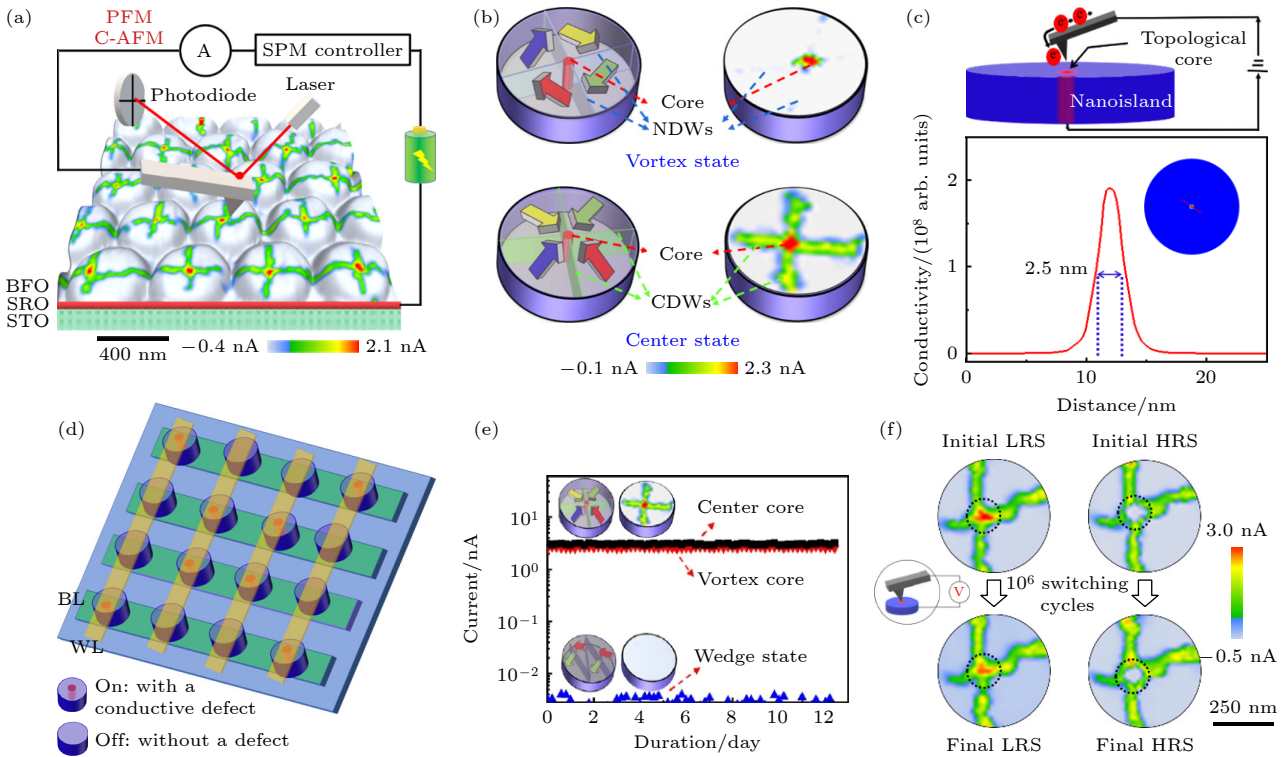 (a)
PFM
C-AFM
A
SPM controller
Laser
Photodiode
BFO
SRO
STO
400 nm
−0.4 nA
2.1 nA
(b)
Core
NDWs
Vortex state
Core
CDWs
Center state
−0.1 nA
2.3 nA
(c)
e e
e
Topological
core
Nanoisland
Conductivity/(10⁸ arb. units)
2
1
0
2.5 nm
0 10 20
Distance/nm
(d)
BL
WL
On: with a
conductive defect
Off: without a defect
(e)
Current/nA
10¹
10⁰
10⁻¹
10⁻²
Center core
Vortex core
Wedge state
0 2 4 6 8 10 12
Duration/day
(f)
Initial LRS
Initial HRS
3.0 nA
V
10⁶ switching
cycles
−0.5 nA
250 nm
Final LRS
Final HRS